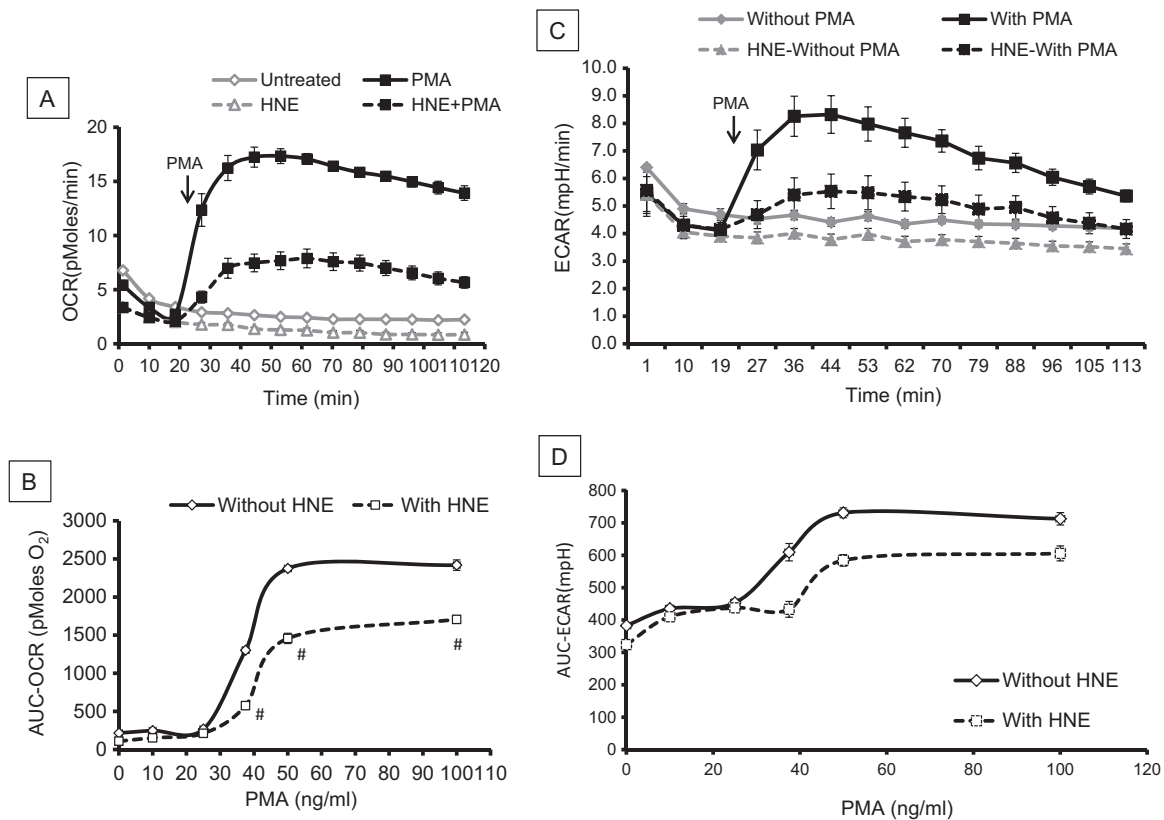 A
Untreated PMA
HNE HNE+PMA
OCR(pMoles/min)
20
15
10
5
0
PMA
0 10 20 30 40 50 60 70 80 90 100110120
Time (min)
C
Without PMA With PMA
HNE-Without PMA HNE-With PMA
ECAR(mpH/min)
10.0
9.0
8.0
7.0
6.0
5.0
4.0
3.0
2.0
1.0
0.0
PMA
1 10 19 27 36 44 53 62 70 79 88 96 105 113
Time (min)
B
Without HNE With HNE
AUC-OCR (pMoles O₂)
3000
2500
2000
1500
1000
500
0
#
#
#
0 10 20 30 40 50 60 70 80 90 100110
PMA (ng/ml)
D
AUC-ECAR(mpH)
800
700
600
500
400
300
200
100
0
Without HNE
With HNE
0 20 40 60 80 100 120
PMA (ng/ml)